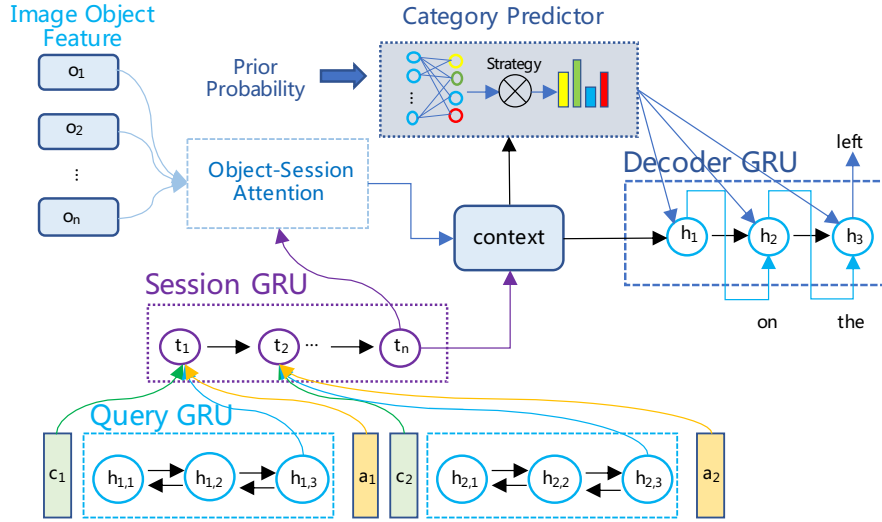 Image Object
Feature
Category Predictor
o1
o2
⋮
on
Prior
Probability
Strategy
⋮
Object-Session
Attention
context
Decoder GRU
left
h1
h2
h3
on
the
Session GRU
t1
t2
...
tn
Query GRU
c1
h1,1
h1,2
h1,3
a1
c2
h2,1
h2,2
h2,3
a2